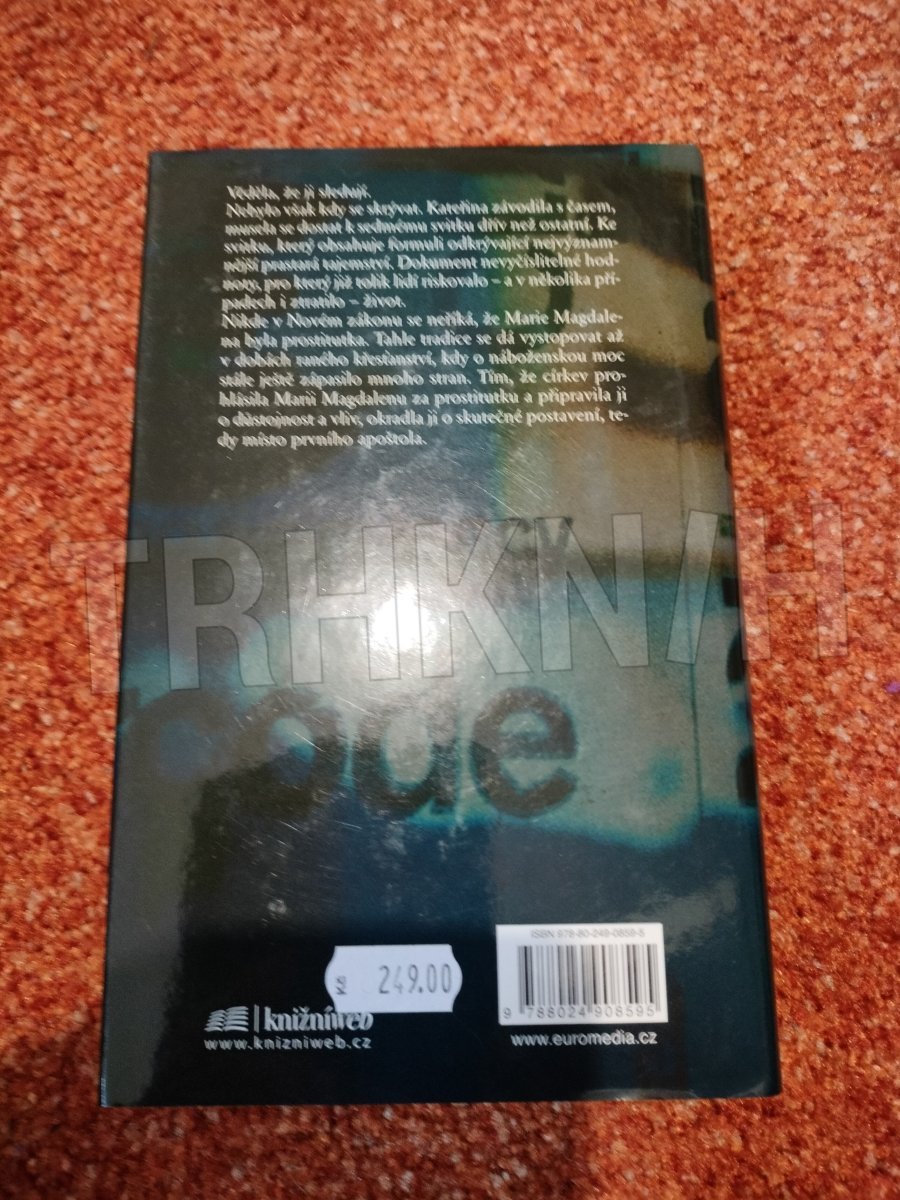 Věděla, že ji sledují.
Nebylo však kdy se skrývat. Kateřina závodila s časem,
musela se dostat k sedmému svitku dřív než ostatní. Ke
svitku, který obsahuje formuli odkrývající nejvýznam-
nější prastará tajemství. Dokument nevyčíslitelné hod-
noty, pro který již tolik lidí riskovalo – a v několika pří-
padech i ztratilo – život.
Nikde v Novém zákonu se neříká, že Marie Magdale-
na byla prostitutka. Tahle tradice se dá vystopovat až
v dobách raného křesťanství, kdy o náboženskou moc
stále ještě zápasilo mnoho stran. Tím, že církev pro-
hlásila Marii Magdalenu za prostitutku a připravila ji
o důstojnost a vliv, okradla ji o skutečné postavení, te-
dy místo prvního apoštola.
TRHKNIH
code
ISBN 978-80-249-0859-5
Kč 249.00
9 788024 908595
knižníweb
www.knizniweb.cz
www.euromedia.cz